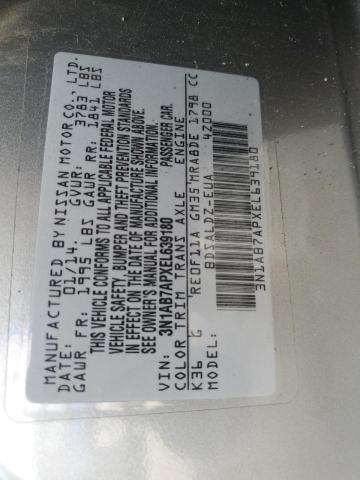 MANUFACTURED BY NISSAN MOTOR CO., LTD.
DATE: 01/14. GVWR: 3783 LBS
GAWR FR: 1995 LBS GAWR RR: 1841 LBS
THIS VEHICLE CONFORMS TO ALL APPLICABLE FEDERAL MOTOR
VEHICLE SAFETY, BUMPER AND THEFT PREVENTION STANDARDS
IN EFFECT ON THE DATE OF MANUFACTURE SHOWN ABOVE.
SEE OWNER'S MANUAL FOR ADDITIONAL INFORMATION.
VIN: 3N1AB7APXEL639180 PASSENGER CAR.
COLOR TRIM TRANS AXLE ENGINE
K36 G RE0F11A GM35 MRA8DE 1798 CC
MODEL: BDSALDZ-EUA 4Z000
3N1AB7APXEL639180